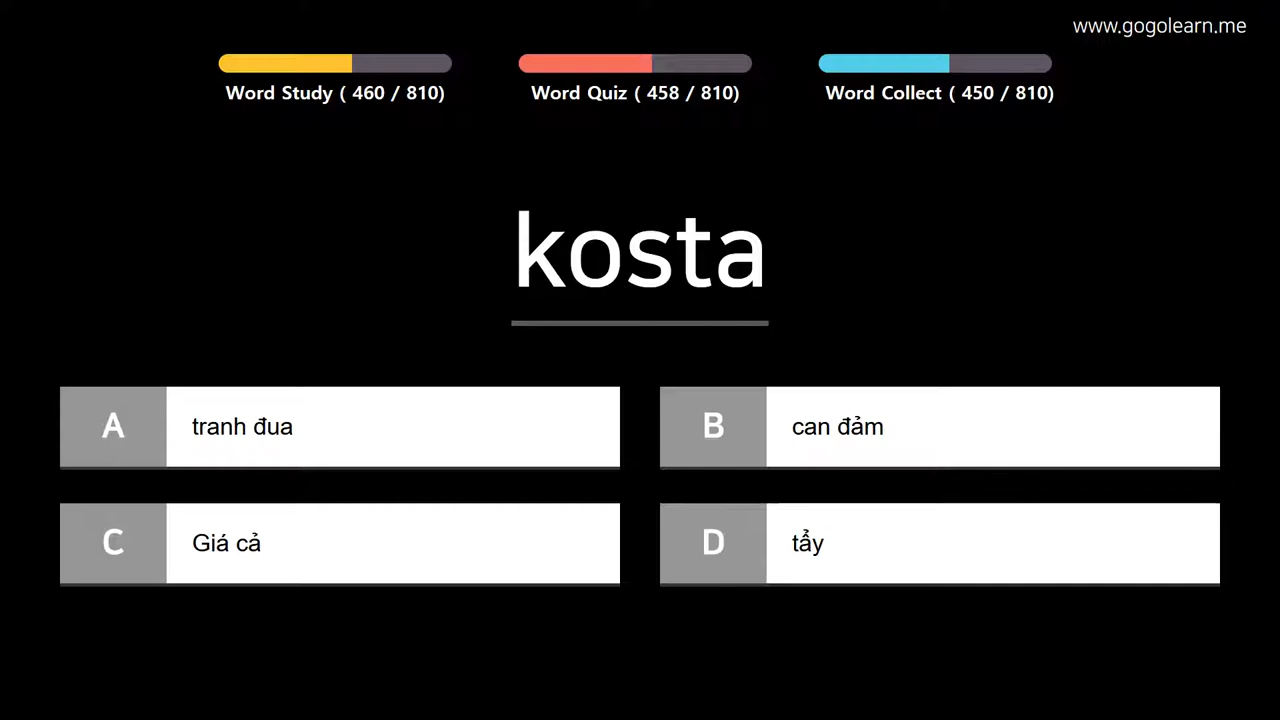 www.gogolearn.me
Word Study ( 460 / 810)
Word Quiz ( 458 / 810)
Word Collect ( 450 / 810)
kosta
A
tranh đua
B
can đảm
C
Giá cả
D
tẩy